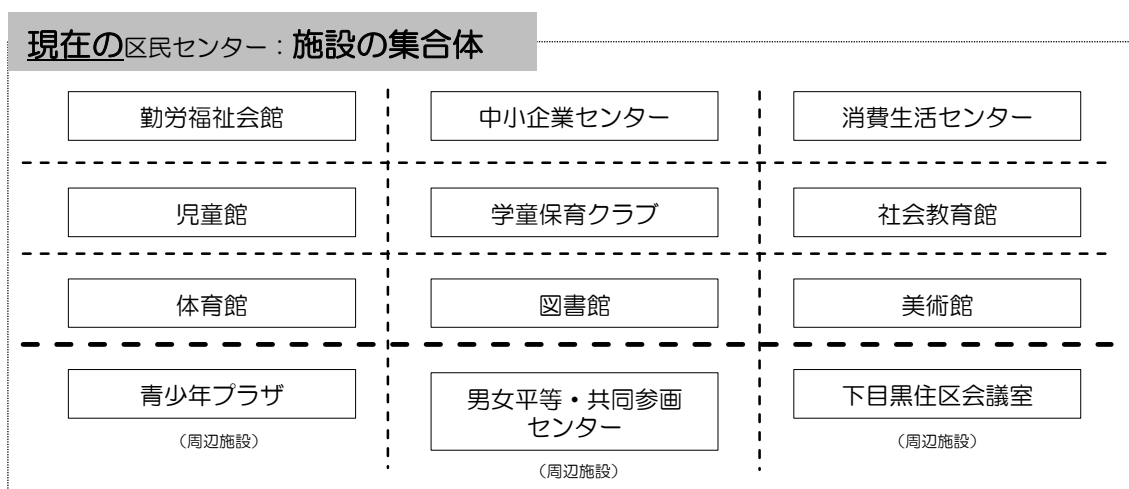 現在の区民センター：施設の集合体
勤労福祉会館
中小企業センター
消費生活センター
児童館
学童保育クラブ
社会教育館
体育館
図書館
美術館
青少年プラザ
（周辺施設）
男女平等・共同参画
センター
（周辺施設）
下目黒住区会議室
（周辺施設）